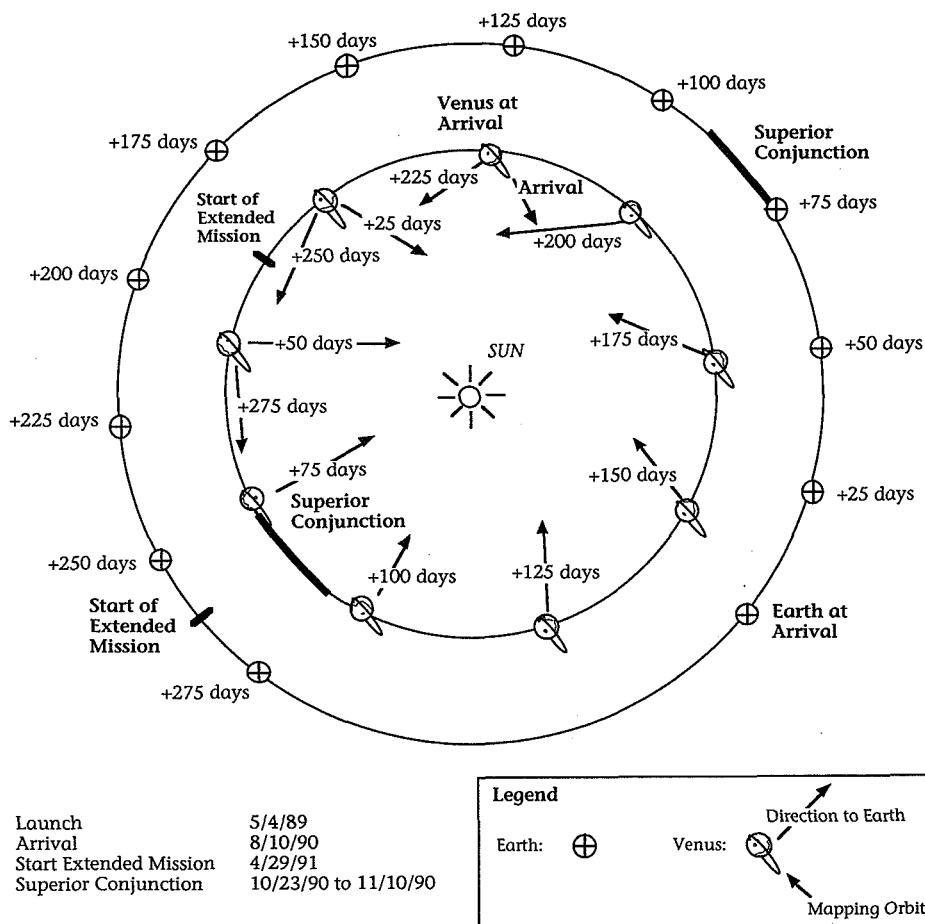 +125 days
+150 days
+100 days
Venus at
Arrival
Superior
Conjunction
+175 days
+225 days
Arrival
+75 days
Start of
Extended
Mission
+25 days
+200 days
+250 days
+200 days
+50 days
SUN
+175 days
+50 days
+275 days
+225 days
+75 days
+150 days
+25 days
Superior
Conjunction
+250 days
+100 days
+125 days
Start of
Extended
Mission
Earth at
Arrival
+275 days
Launch 5/4/89
Arrival 8/10/90
Start Extended Mission 4/29/91
Superior Conjunction 10/23/90 to 11/10/90
Legend
Direction to Earth
Earth:
Venus:
Mapping Orbit